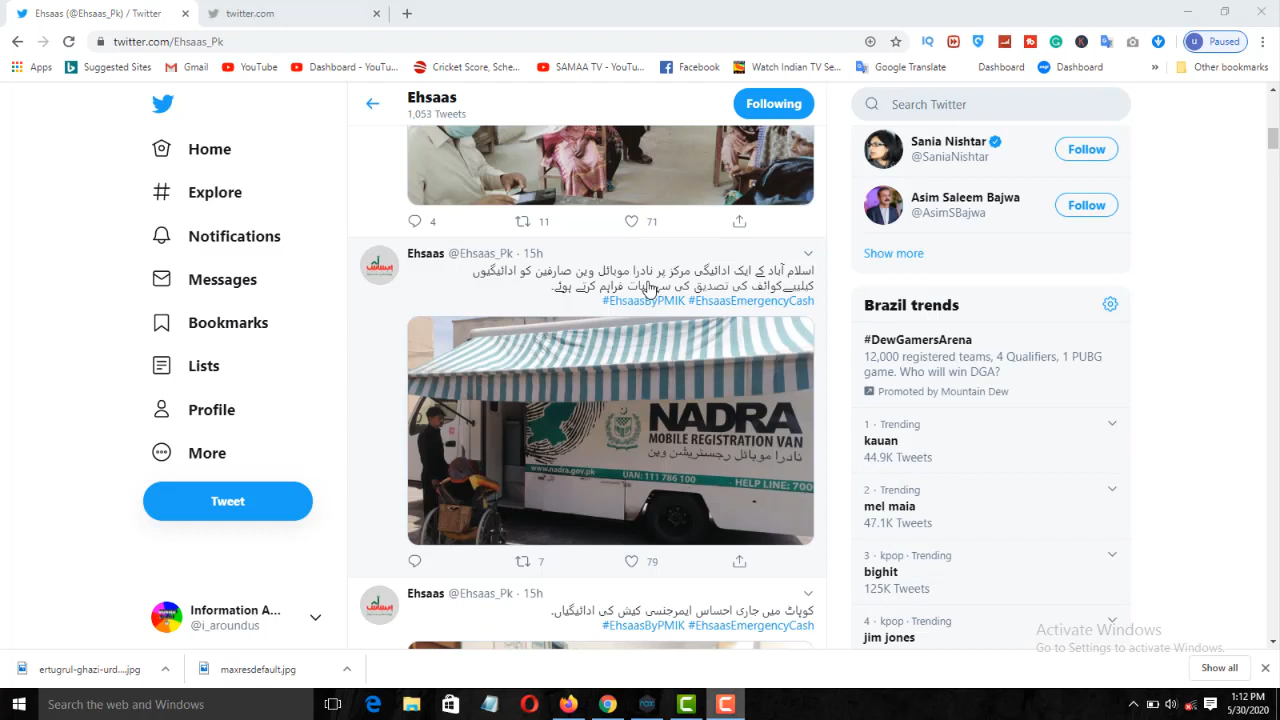 Ehsaas (@Ehsaas_Pk) / Twitter
twitter.com
twitter.com/Ehsaas_Pk
Paused
Apps
Suggested Sites
Gmail
YouTube
Dashboard - YouTu...
Cricket Score, Sche...
SAMAA TV - YouTu...
Facebook
Watch Indian TV Se...
Google Translate
Dashboard
Dashboard
Other bookmarks
Home
Explore
Notifications
Messages
Bookmarks
Lists
Profile
More
Tweet
Information A...
@i_aroundus
Ehsaas
1,053 Tweets
Following
4
11
71
Ehsaas @Ehsaas_Pk · 15h
اسلام آباد کے ایک ادائیگی مرکز پر نادرا موبائل وین صارفین کو ادائیگیوں
کیلیےکوائف کی تصدیق کی سہولیات فراہم کرتے ہوئے.
#EhsaasByPMIK #EhsaasEmergencyCash
NADRA
MOBILE REGISTRATION VAN
نادرا موبائل رجسٹریشن وین
www.nadra.gov.pk
UAN: 111 786 100
HELP LINE: 700
7
79
Ehsaas @Ehsaas_Pk · 15h
کوہاٹ میں جاری احساس ایمرجنسی کیش کی ادائیگیاں.
#EhsaasByPMIK #EhsaasEmergencyCash
Search Twitter
Sania Nishtar
@SaniaNishtar
Follow
Asim Saleem Bajwa
@AsimSBajwa
Follow
Show more
Brazil trends
#DewGamersArena
12,000 registered teams, 4 Qualifiers, 1 PUBG
game. Who will win DGA?
Promoted by Mountain Dew
1 · Trending
kauan
44.9K Tweets
2 · Trending
mel maia
47.1K Tweets
3 · kpop · Trending
bighit
125K Tweets
4 · kpop · Trending
jim jones
Activate Windows
Go to Settings to activate Windows.
ertugrul-ghazi-urd....jpg
maxresdefault.jpg
Show all
Search the web and Windows
1:12 PM
5/30/2020